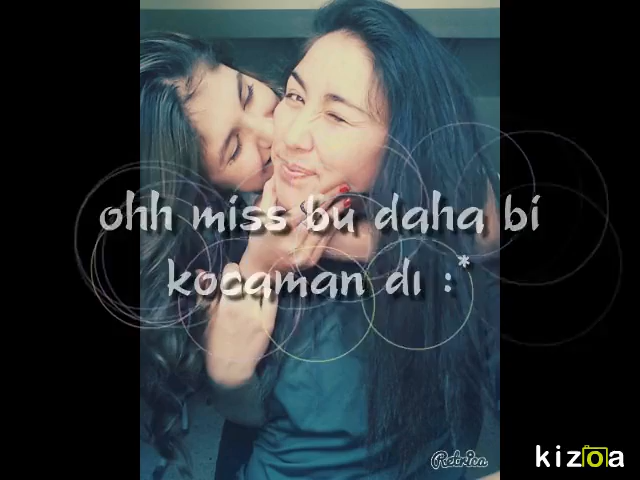 ohh miss bu daha bi
kocaman dı :*
Retrica
kizoa